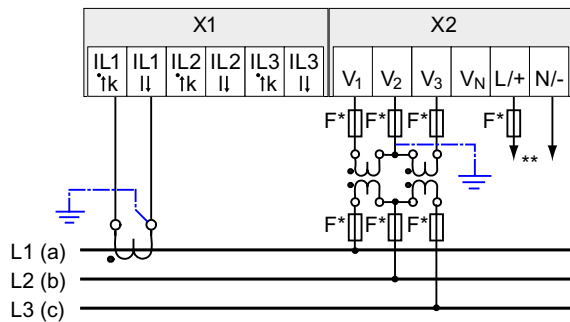 X1 X2
IL1 IL1 IL2 IL2 IL3 IL3
k l k l k l V1 V2 V3 VN L/+ N/-
F* F* F* F*
**
F* F* F*
L1 (a)
L2 (b)
L3 (c)